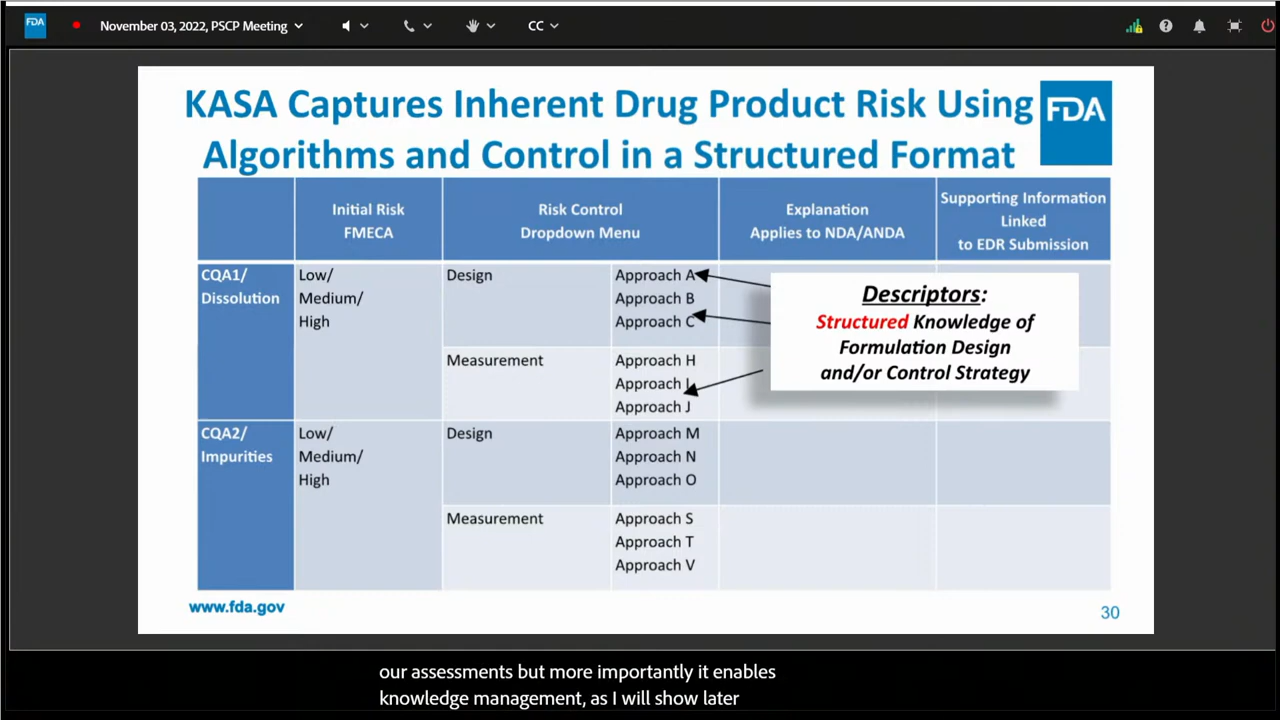 FDA
November 03, 2022, PSCP Meeting
CC
KASA Captures Inherent Drug Product Risk Using
Algorithms and Control in a Structured Format
FDA
Initial Risk
FMECA
Risk Control
Dropdown Menu
Explanation
Applies to NDA/ANDA
Supporting Information
Linked
to EDR Submission
CQA1/
Dissolution
Low/
Medium/
High
Design
Approach A
Approach B
Approach C
Measurement
Approach H
Approach I
Approach J
Descriptors:
Structured Knowledge of
Formulation Design
and/or Control Strategy
CQA2/
Impurities
Low/
Medium/
High
Design
Approach M
Approach N
Approach O
Measurement
Approach S
Approach T
Approach V
www.fda.gov
30
our assessments but more importantly it enables
knowledge management, as I will show later